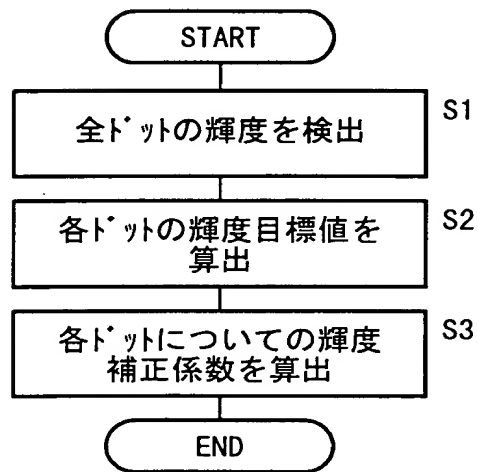 START
全ﾄﾞｯﾄの輝度を検出
S1
各ﾄﾞｯﾄの輝度目標値を
算出
S2
各ﾄﾞｯﾄについての輝度
補正係数を算出
S3
END